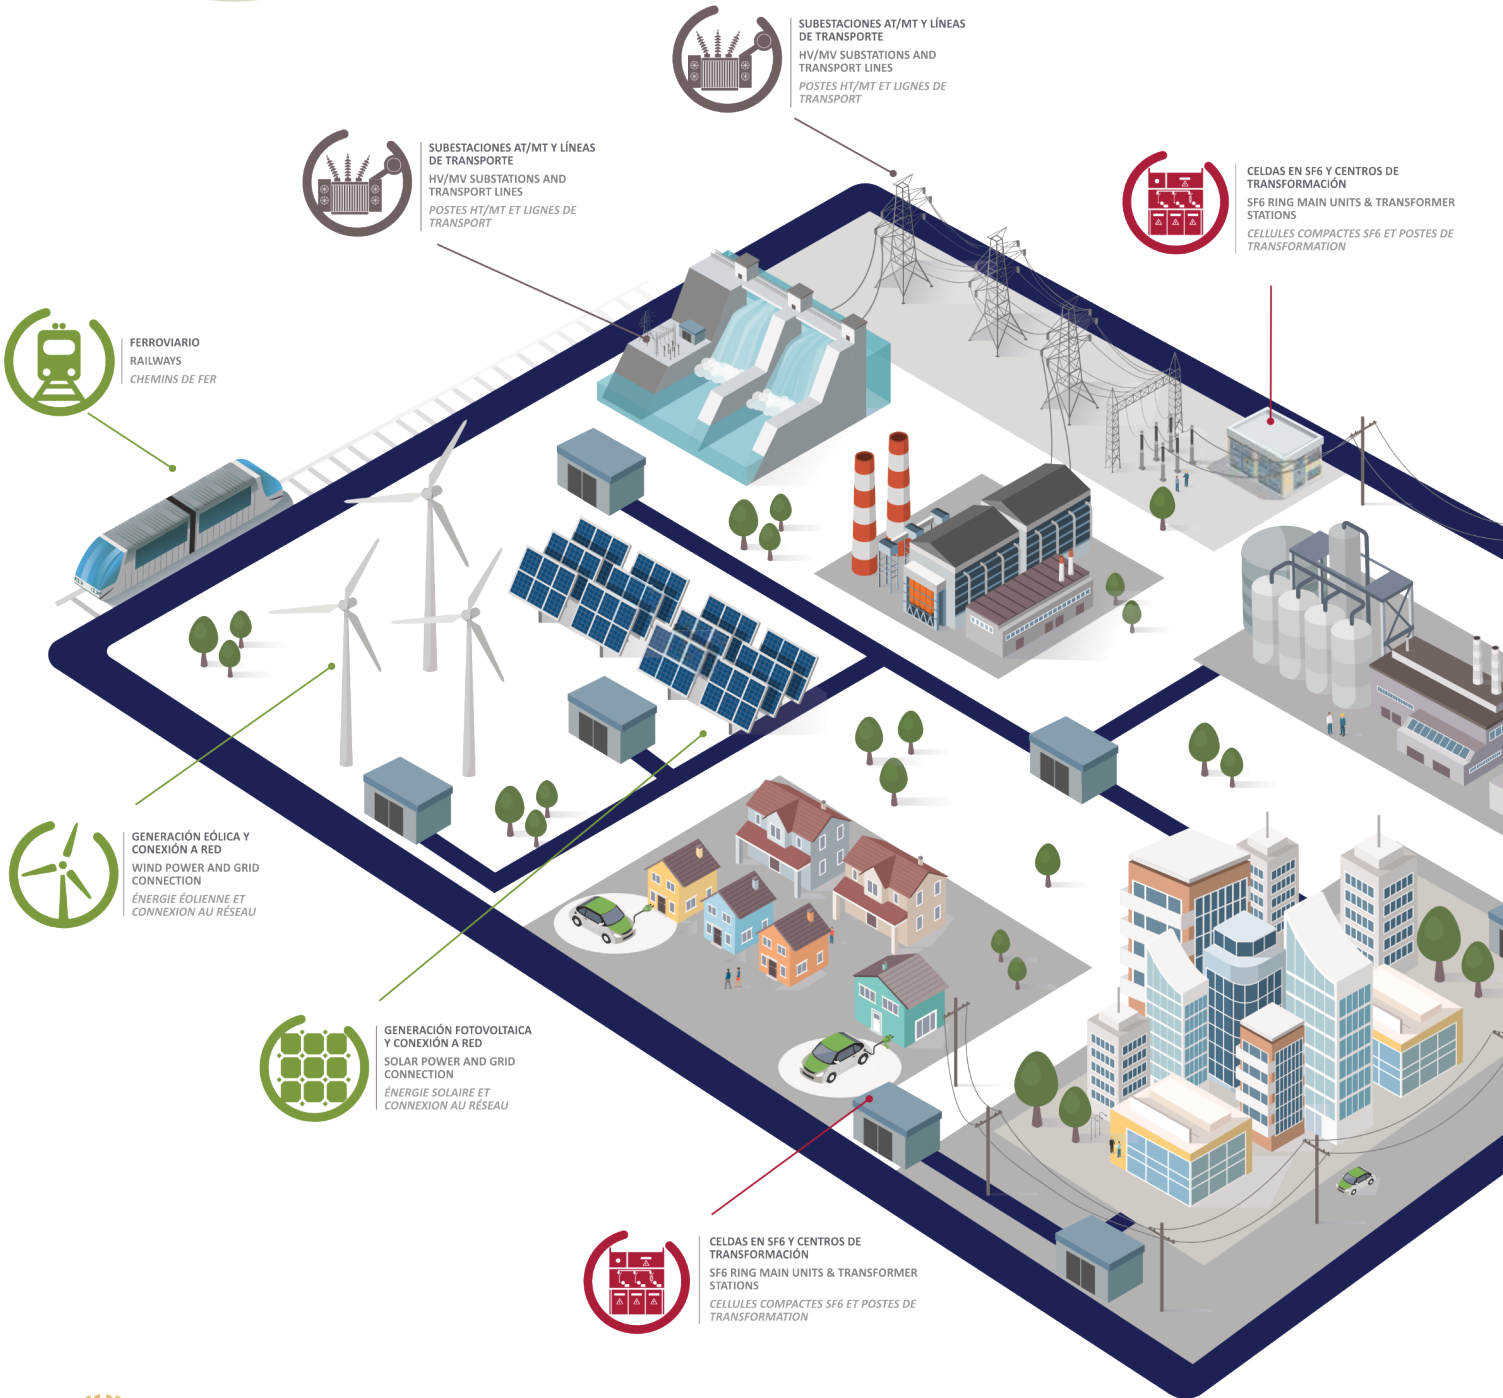 SUBESTACIONES AT/MT Y LÍNEAS
DE TRANSPORTE
HV/MV SUBSTATIONS AND
TRANSPORT LINES
POSTES HT/MT ET LIGNES DE
TRANSPORT
SUBESTACIONES AT/MT Y LÍNEAS
DE TRANSPORTE
HV/MV SUBSTATIONS AND
TRANSPORT LINES
POSTES HT/MT ET LIGNES DE
TRANSPORT
CELDAS EN SF6 Y CENTROS DE
TRANSFORMACIÓN
SF6 RING MAIN UNITS & TRANSFORMER
STATIONS
CELLULES COMPACTES SF6 ET POSTES DE
TRANSFORMATION
FERROVIARIO
RAILWAYS
CHEMINS DE FER
GENERACIÓN EÓLICA Y
CONEXIÓN A RED
WIND POWER AND GRID
CONNECTION
ÉNERGIE ÉOLIENNE ET
CONNEXION AU RÉSEAU
GENERACIÓN FOTOVOLTAICA
Y CONEXIÓN A RED
SOLAR POWER AND GRID
CONNECTION
ÉNERGIE SOLAIRE ET
CONNEXION AU RÉSEAU
CELDAS EN SF6 Y CENTROS DE
TRANSFORMACIÓN
SF6 RING MAIN UNITS & TRANSFORMER
STATIONS
CELLULES COMPACTES SF6 ET POSTES DE
TRANSFORMATION